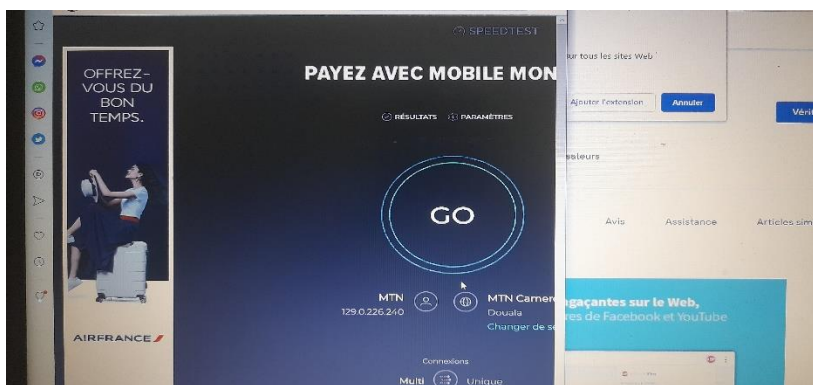 SPEEDTEST
OFFREZ-
VOUS DU
BON
TEMPS.
AIRFRANCE
PAYEZ AVEC MOBILE MON
RÉSULTATS
PARAMÈTRES
GO
MTN
129.0.226.240
MTN Camero
Douala
Changer de se
Connexions
Multi
Unique
ur tous les sites Web
Ajouter l'extension
Annuler
Véri
sateurs
Avis
Assistance
Articles sim
gaçantes sur le Web,
res de Facebook et YouTube